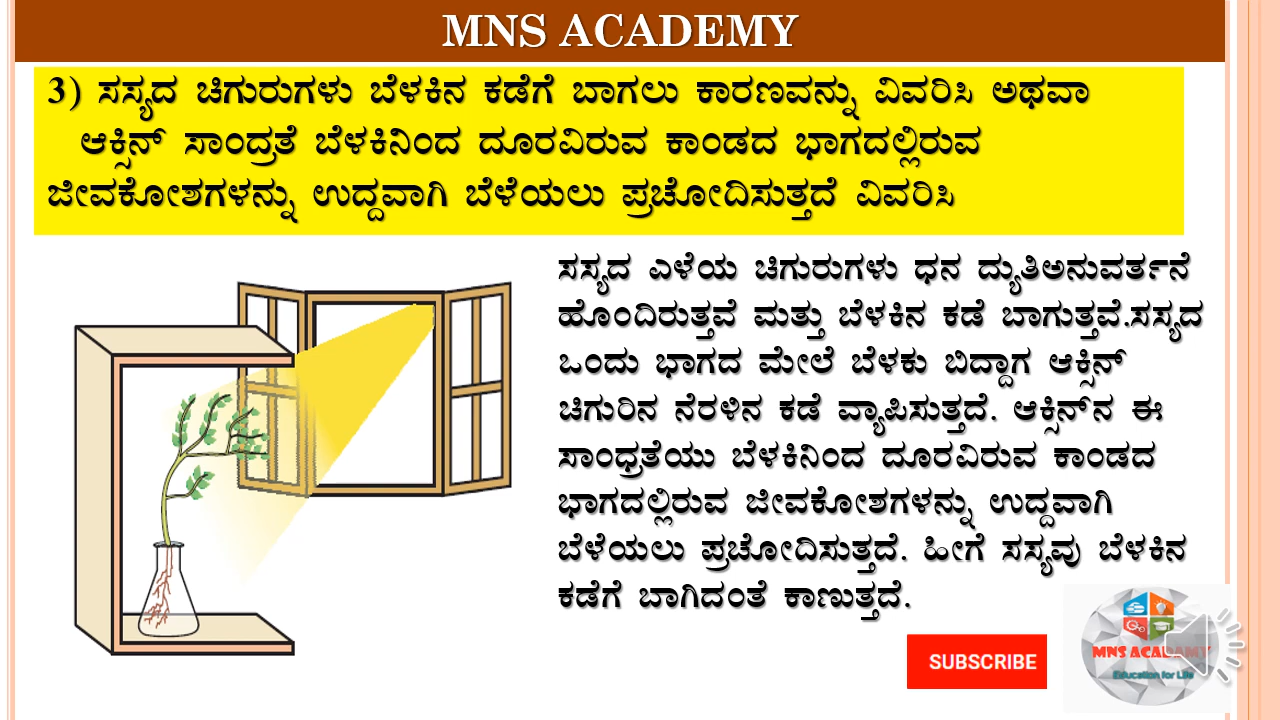 MNS ACADEMY
3) ಸಸ್ಯದ ಚಿಗುರುಗಳು ಬೆಳಕಿನ ಕಡೆಗೆ ಬಾಗಲು ಕಾರಣವನ್ನು ವಿವರಿಸಿ ಅಥವಾ
ಆಕ್ಸಿನ್ ಸಾಂದ್ರತೆ ಬೆಳಕಿನಿಂದ ದೂರವಿರುವ ಕಾಂಡದ ಭಾಗದಲ್ಲಿರುವ
ಜೀವಕೋಶಗಳನ್ನು ಉದ್ದವಾಗಿ ಬೆಳೆಯಲು ಪ್ರಚೋದಿಸುತ್ತದೆ ವಿವರಿಸಿ
ಸಸ್ಯದ ಎಳೆಯ ಚಿಗುರುಗಳು ಧನ ದ್ಯುತಿಅನುವರ್ತನೆ
ಹೊಂದಿರುತ್ತವೆ ಮತ್ತು ಬೆಳಕಿನ ಕಡೆ ಬಾಗುತ್ತವೆ.ಸಸ್ಯದ
ಒಂದು ಭಾಗದ ಮೇಲೆ ಬೆಳಕು ಬಿದ್ದಾಗ ಆಕ್ಸಿನ್
ಚಿಗುರಿನ ನೆರಳಿನ ಕಡೆ ವ್ಯಾಪಿಸುತ್ತದೆ. ಆಕ್ಸಿನ್‌ನ ಈ
ಸಾಂಧ್ರತೆಯು ಬೆಳಕಿನಿಂದ ದೂರವಿರುವ ಕಾಂಡದ
ಭಾಗದಲ್ಲಿರುವ ಜೀವಕೋಶಗಳನ್ನು ಉದ್ದವಾಗಿ
ಬೆಳೆಯಲು ಪ್ರಚೋದಿಸುತ್ತದೆ. ಹೀಗೆ ಸಸ್ಯವು ಬೆಳಕಿನ
ಕಡೆಗೆ ಬಾಗಿದಂತೆ ಕಾಣುತ್ತದೆ.
SUBSCRIBE
MNS ACADEMY
Education for Life